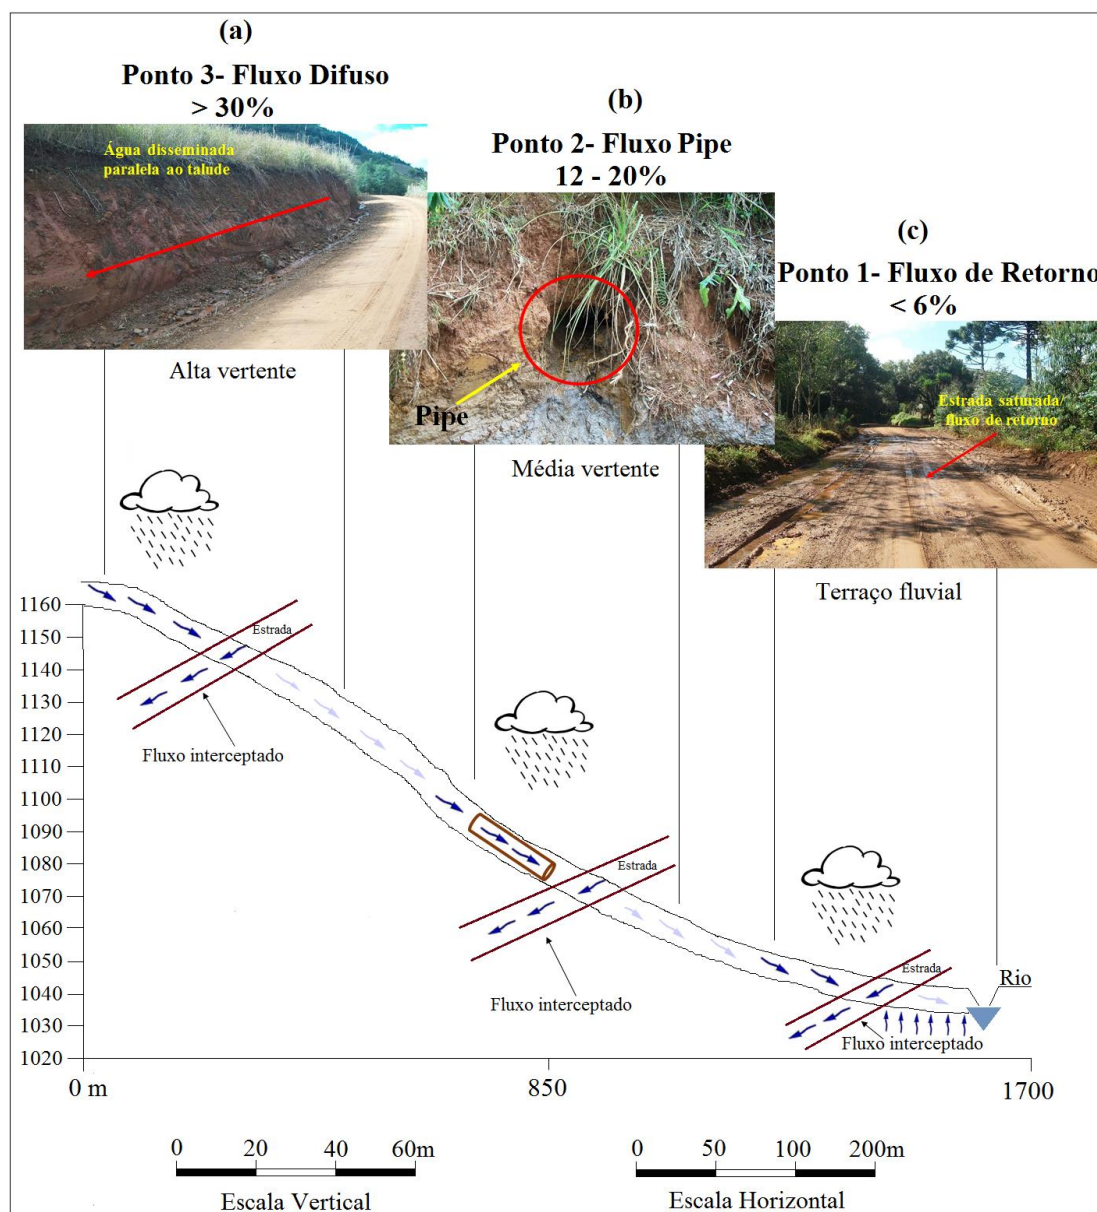 (a)
Ponto 3- Fluxo Difuso
> 30%
Água disseminada
paralela ao talude
Alta vertente
(b)
Ponto 2- Fluxo Pipe
12 - 20%
Pipe
Média vertente
(c)
Ponto 1- Fluxo de Retorno
< 6%
Estrada saturada/
fluxo de retorno
Terraço fluvial
1160
1150
1140
1130
1120
1110
1100
1090
1080
1070
1060
1050
1040
1030
1020
Estrada
Fluxo interceptado
Estrada
Fluxo interceptado
Estrada
Rio
Fluxo interceptado
0 m
850
1700
0 20 40 60m
Escala Vertical
0 50 100 200m
Escala Horizontal